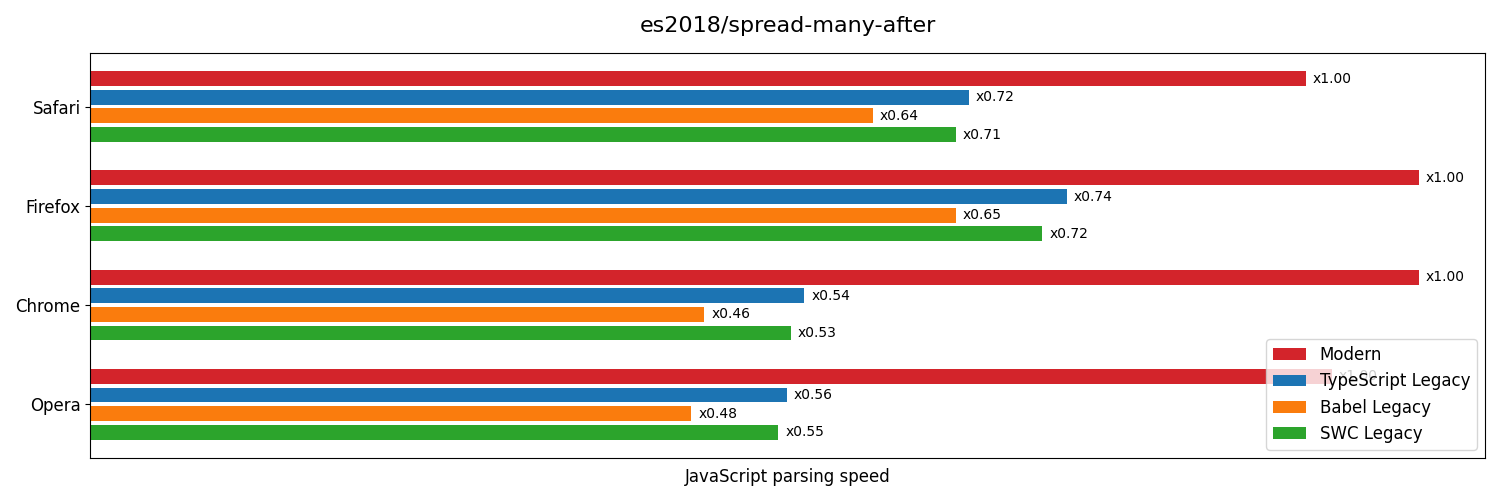 es2018/spread-many-after
Safari
x1.00
x0.72
x0.64
x0.71
Firefox
x1.00
x0.74
x0.65
x0.72
Chrome
x1.00
x0.54
x0.46
x0.53
Opera
x1.00
x0.56
x0.48
x0.55
Modern
TypeScript Legacy
Babel Legacy
SWC Legacy
JavaScript parsing speed